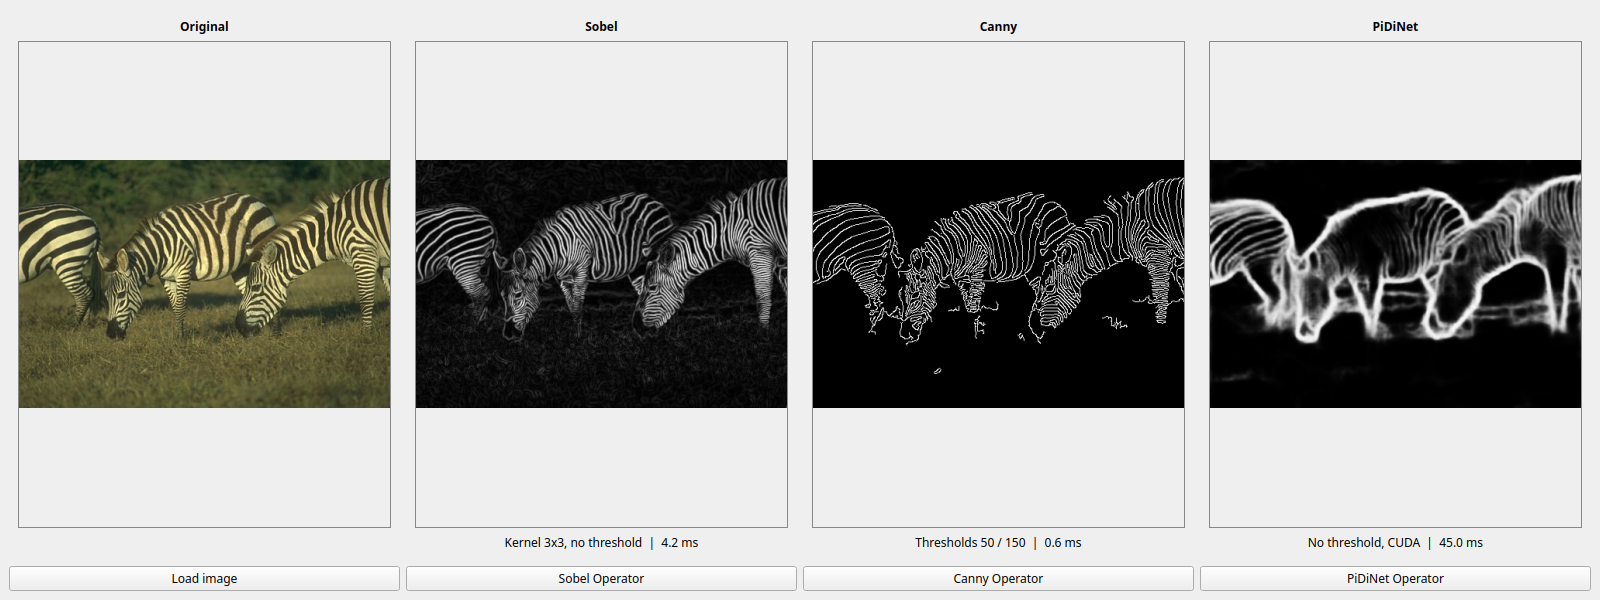 Original
Sobel
Canny
PiDiNet
Kernel 3x3, no threshold | 4.2 ms
Thresholds 50 / 150 | 0.6 ms
No threshold, CUDA | 45.0 ms
Load image
Sobel Operator
Canny Operator
PiDiNet Operator